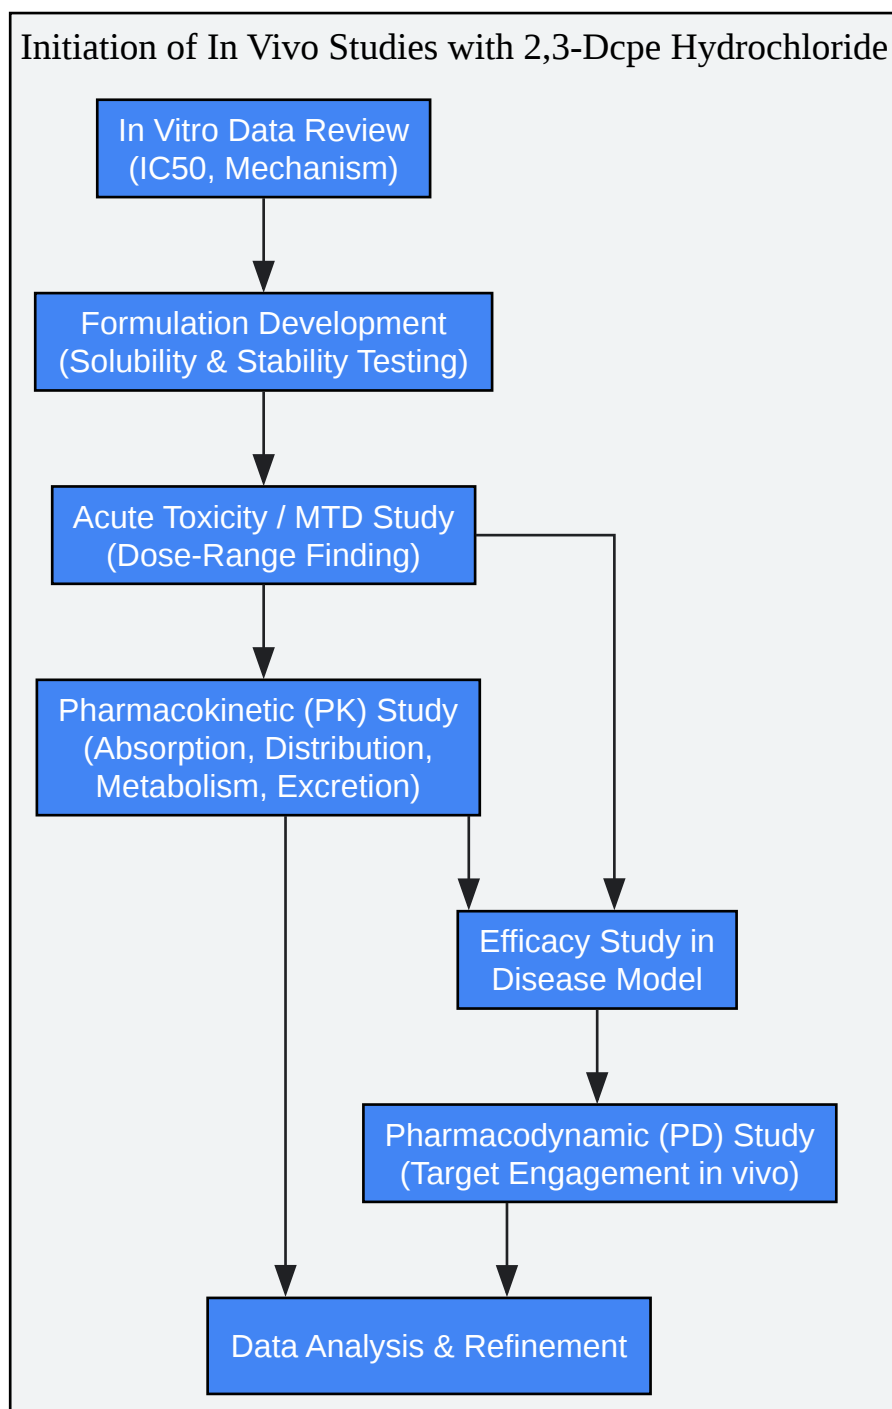 Initiation of In Vivo Studies with 2,3-Dcpe Hydrochloride
In Vitro Data Review
(IC50, Mechanism)
Formulation Development
(Solubility & Stability Testing)
Acute Toxicity / MTD Study
(Dose-Range Finding)
Pharmacokinetic (PK) Study
(Absorption, Distribution,
Metabolism, Excretion)
Efficacy Study in
Disease Model
Pharmacodynamic (PD) Study
(Target Engagement in vivo)
Data Analysis & Refinement